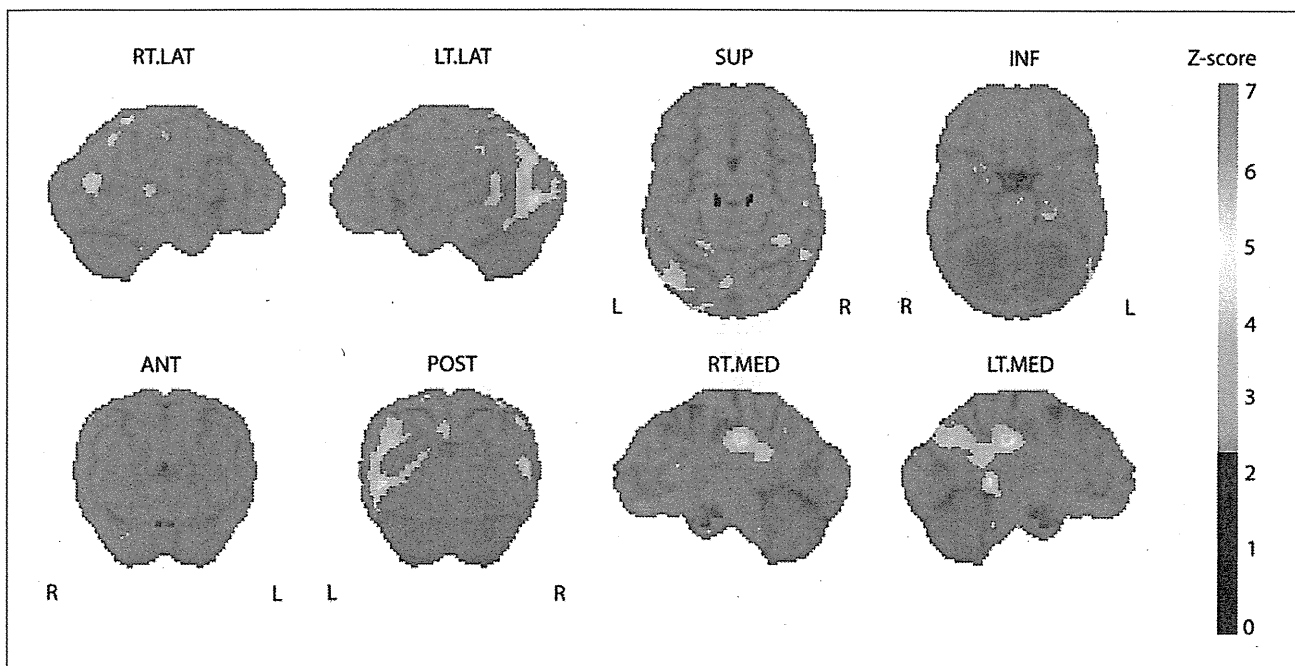 RT.LAT LT.LAT SUP INF Z-score
7
6
5
4
3
2
1
0
L R R L
ANT POST RT.MED LT.MED
R L L R